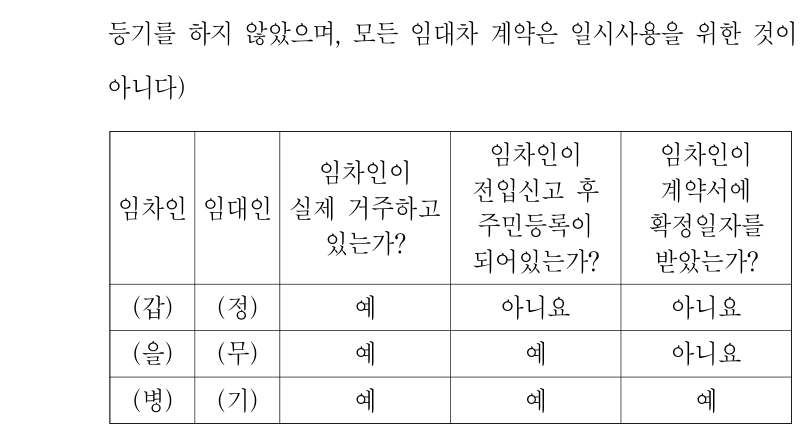 등기를 하지 않았으며, 모든 임대차 계약은 일시사용을 위한 것이
아니다)
임차인 임대인 임차인이 실제 거주하고 있는가? 임차인이 전입신고 후 주민등록이 되어있는가? 임차인이 계약서에 확정일자를 받았는가?
(갑) (정) 예 아니요 아니요
(을) (무) 예 예 아니요
(병) (기) 예 예 예